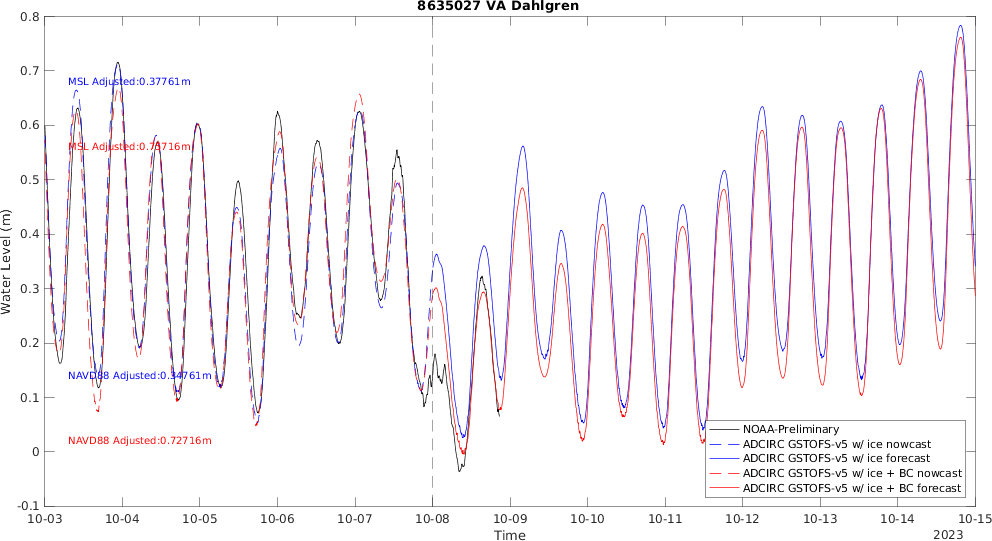 8635027 VA Dahlgren
0.8
0.7
0.6
0.5
0.4
0.3
0.2
0.1
0
-0.1
Water Level (m)
MSL Adjusted:0.37761m
MSL Adjusted:0.75716m
NAVD88 Adjusted:0.34761m
NAVD88 Adjusted:0.72716m
NOAA-Preliminary
ADCIRC GSTOFS-v5 w/ ice nowcast
ADCIRC GSTOFS-v5 w/ ice forecast
ADCIRC GSTOFS-v5 w/ ice + BC nowcast
ADCIRC GSTOFS-v5 w/ ice + BC forecast
10-03 10-04 10-05 10-06 10-07 10-08 10-09 10-10 10-11 10-12 10-13 10-14 10-15
Time
2023